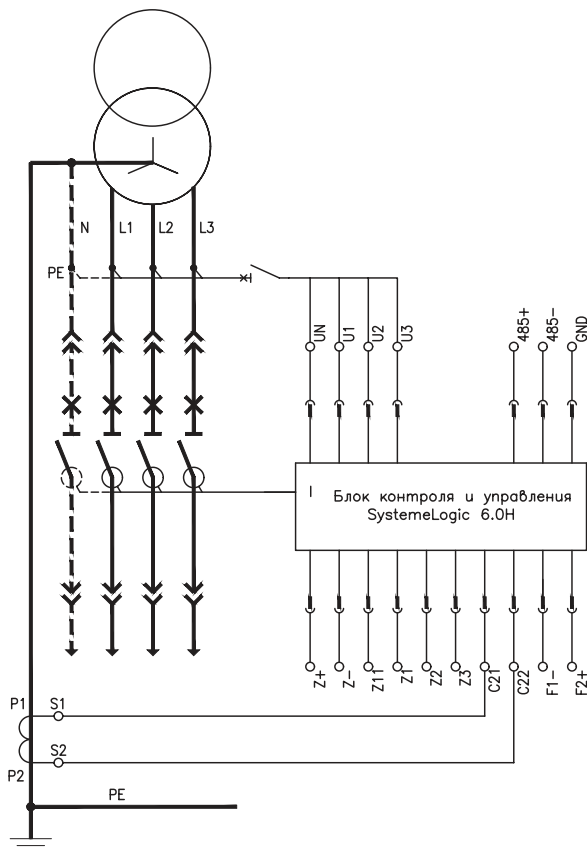 N
L1
L2
L3
PE
UN
U1
U2
U3
485+
485-
GND
I
Блок контроля и управления
SystemeLogic 6.0H
Z+
Z-
Z11
Z1
Z2
Z3
C21
C22
F1-
F2+
P1
S1
S2
P2
PE